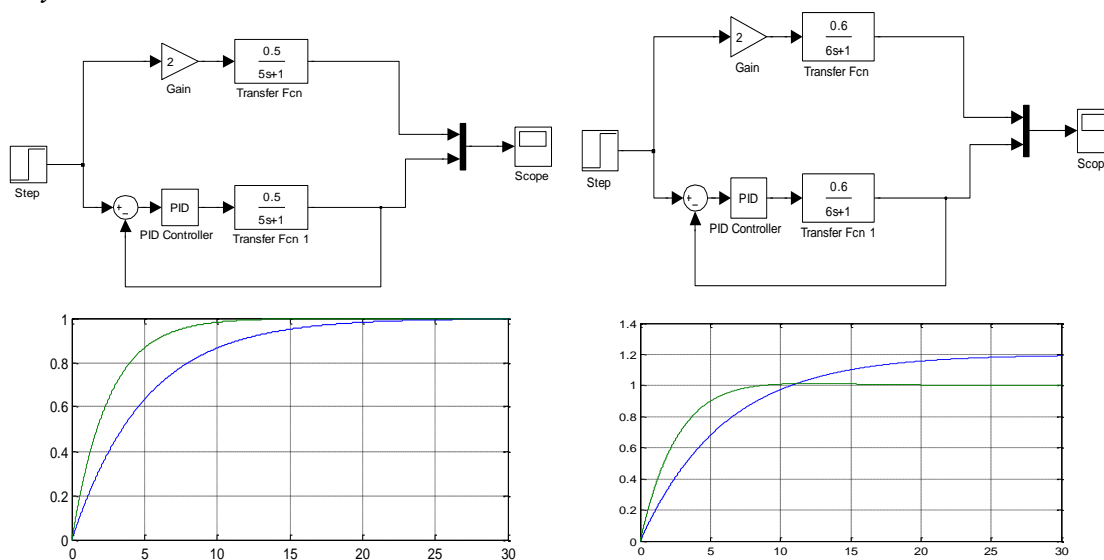 2
0.5
5s+1
Gain
Transfer Fcn
Step
+
−
PID
PID Controller
0.5
5s+1
Transfer Fcn 1
Scope
2
0.6
6s+1
Gain
Transfer Fcn
Step
+
−
PID
PID Controller
0.6
6s+1
Transfer Fcn 1
Scop
1
0.8
0.6
0.4
0.2
0
0 5 10 15 20 25 30
1.4
1.2
1
0.8
0.6
0.4
0.2
0
0 5 10 15 20 25 30